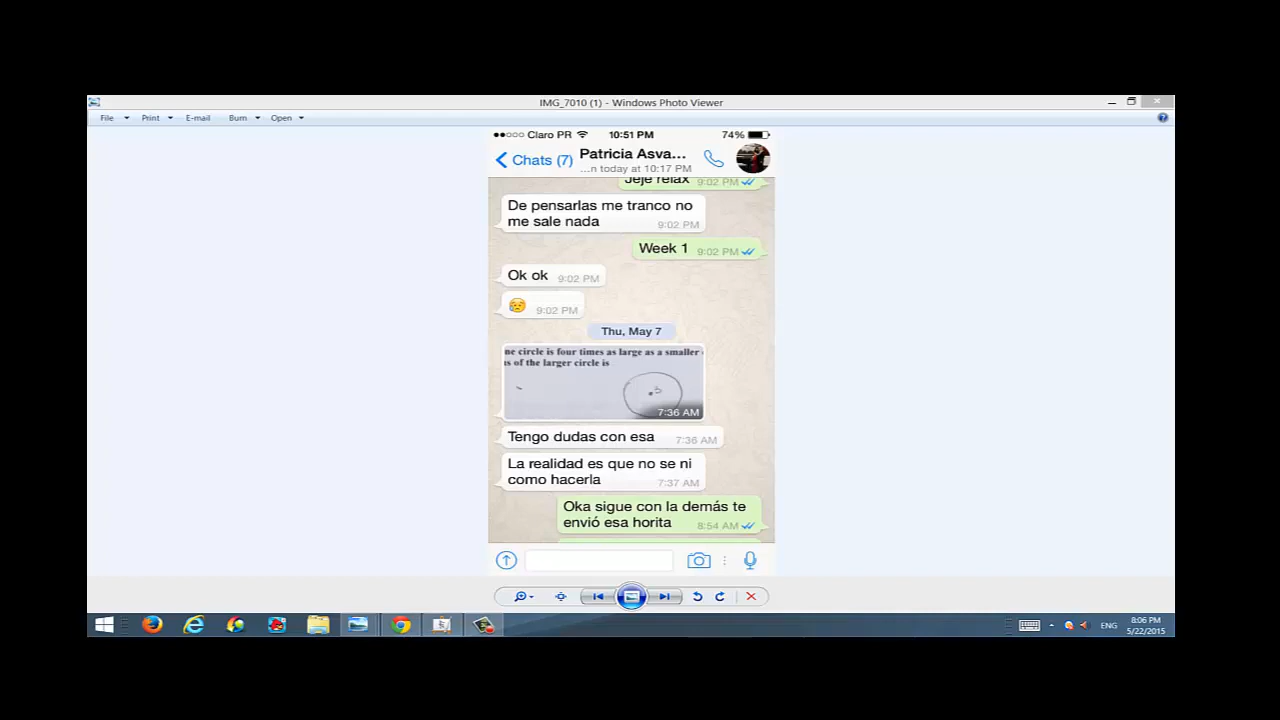 IMG_7010 (1) - Windows Photo Viewer
File Print E-mail Burn Open
Claro PR 10:51 PM 74%
Chats (7) Patricia Asva...
...n today at 10:17 PM
Jeje relax 9:02 PM
De pensarlas me tranco no
me sale nada 9:02 PM
Week 1 9:02 PM
Ok ok 9:02 PM
9:02 PM
Thu, May 7
ne circle is four times as large as a smaller
us of the larger circle is
7:36 AM
Tengo dudas con esa 7:36 AM
La realidad es que no se ni
como hacerla 7:37 AM
Oka sigue con la demás te
envió esa horita 8:54 AM
ENG
8:06 PM
5/22/2015